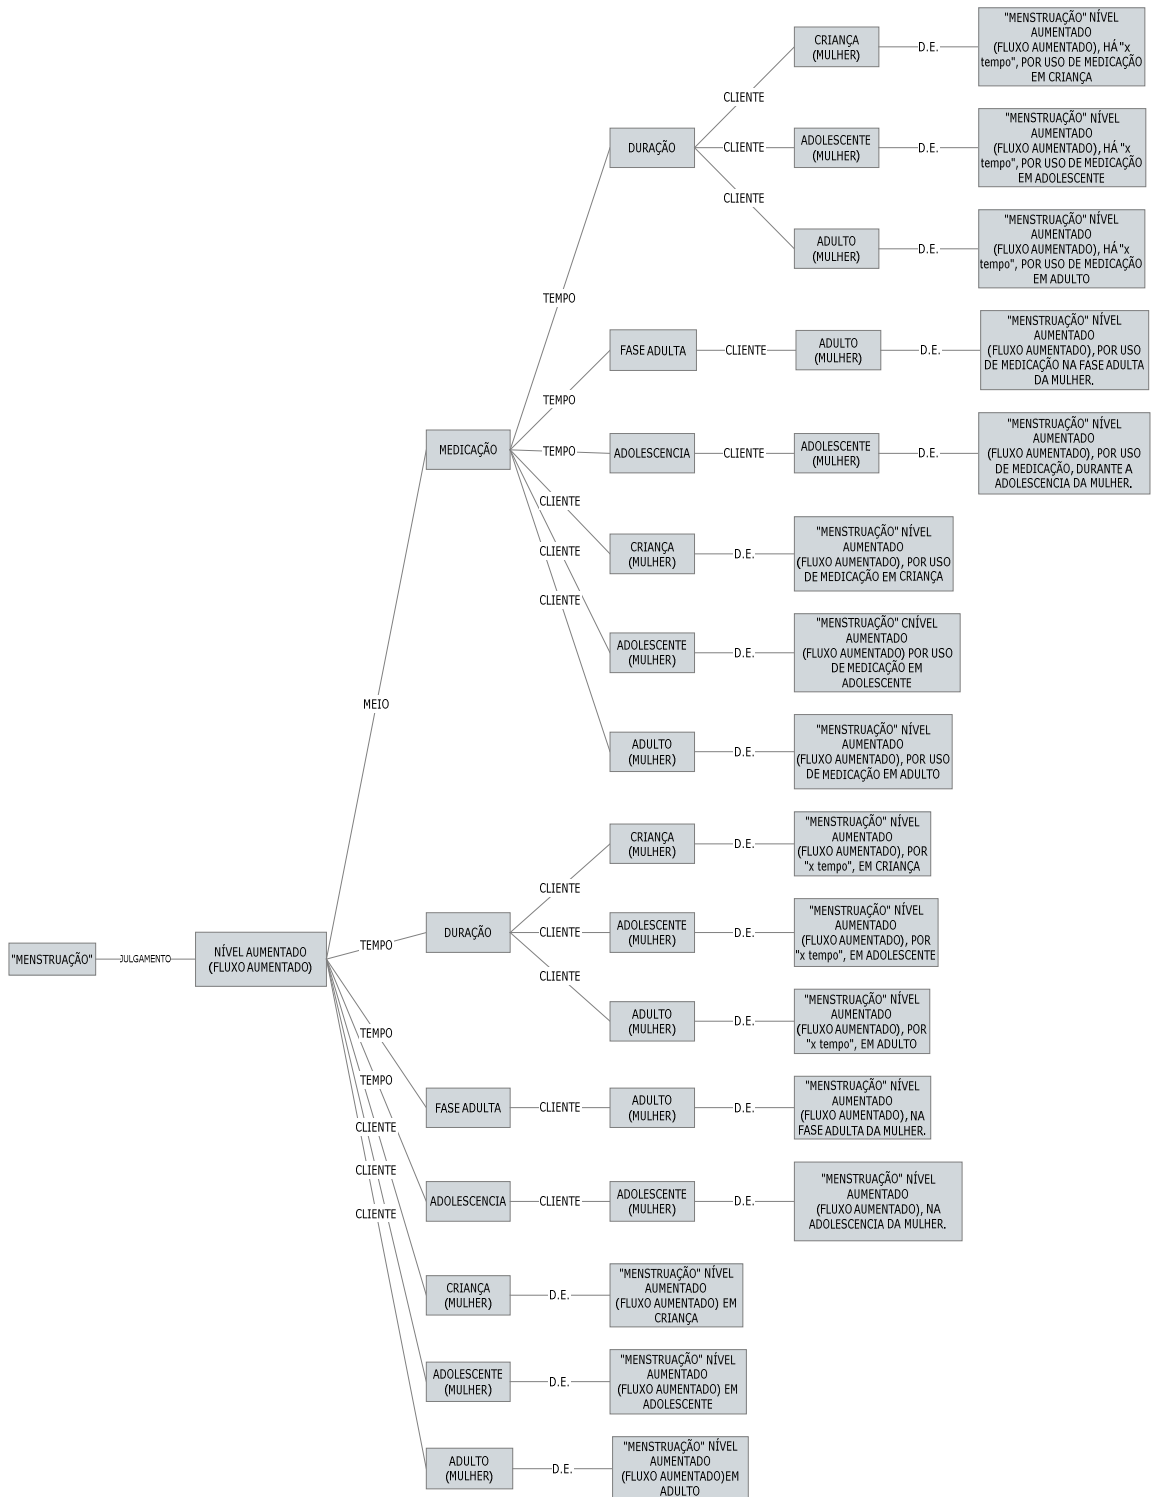 "MENSTRUAÇÃO"
JULGAMENTO
NÍVEL AUMENTADO
(FLUXO AUMENTADO)
MEIO
MEDICAÇÃO
TEMPO
DURAÇÃO
CLIENTE
CRIANÇA
(MULHER)
D.E.
"MENSTRUAÇÃO" NÍVEL
AUMENTADO
(FLUXO AUMENTADO), HÁ "x
tempo", POR USO DE MEDICAÇÃO
EM CRIANÇA
CLIENTE
ADOLESCENTE
(MULHER)
D.E.
"MENSTRUAÇÃO" NÍVEL
AUMENTADO
(FLUXO AUMENTADO), HÁ "x
tempo", POR USO DE MEDICAÇÃO
EM ADOLESCENTE
CLIENTE
ADULTO
(MULHER)
D.E.
"MENSTRUAÇÃO" NÍVEL
AUMENTADO
(FLUXO AUMENTADO), HÁ "x
tempo", POR USO DE MEDICAÇÃO
EM ADULTO
TEMPO
FASE ADULTA
CLIENTE
ADULTO
(MULHER)
D.E.
"MENSTRUAÇÃO" NÍVEL
AUMENTADO
(FLUXO AUMENTADO), POR USO
DE MEDICAÇÃO NA FASE ADULTA
DA MULHER.
TEMPO
ADOLESCENCIA
CLIENTE
ADOLESCENTE
(MULHER)
D.E.
"MENSTRUAÇÃO" NÍVEL
AUMENTADO
(FLUXO AUMENTADO), POR USO
DE MEDICAÇÃO, DURANTE A
ADOLESCENCIA DA MULHER.
CLIENTE
CRIANÇA
(MULHER)
D.E.
"MENSTRUAÇÃO" NÍVEL
AUMENTADO
(FLUXO AUMENTADO), POR USO
DE MEDICAÇÃO EM CRIANÇA
CLIENTE
ADOLESCENTE
(MULHER)
D.E.
"MENSTRUAÇÃO" CNÍVEL
AUMENTADO
(FLUXO AUMENTADO) POR USO
DE MEDICAÇÃO EM
ADOLESCENTE
CLIENTE
ADULTO
(MULHER)
D.E.
"MENSTRUAÇÃO" NÍVEL
AUMENTADO
(FLUXO AUMENTADO), POR USO
DE MEDICAÇÃO EM ADULTO
TEMPO
DURAÇÃO
CLIENTE
CRIANÇA
(MULHER)
D.E.
"MENSTRUAÇÃO" NÍVEL
AUMENTADO
(FLUXO AUMENTADO), POR
"x tempo", EM CRIANÇA
CLIENTE
ADOLESCENTE
(MULHER)
D.E.
"MENSTRUAÇÃO" NÍVEL
AUMENTADO
(FLUXO AUMENTADO), POR
"x tempo", EM ADOLESCENTE
CLIENTE
ADULTO
(MULHER)
D.E.
"MENSTRUAÇÃO" NÍVEL
AUMENTADO
(FLUXO AUMENTADO), POR
"x tempo", EM ADULTO
TEMPO
FASE ADULTA
CLIENTE
ADULTO
(MULHER)
D.E.
"MENSTRUAÇÃO" NÍVEL
AUMENTADO
(FLUXO AUMENTADO), NA
FASE ADULTA DA MULHER.
TEMPO
ADOLESCENCIA
CLIENTE
ADOLESCENTE
(MULHER)
D.E.
"MENSTRUAÇÃO" NÍVEL
AUMENTADO
(FLUXO AUMENTADO), NA
ADOLESCENCIA DA MULHER.
CLIENTE
CRIANÇA
(MULHER)
D.E.
"MENSTRUAÇÃO" NÍVEL
AUMENTADO
(FLUXO AUMENTADO) EM
CRIANÇA
CLIENTE
ADOLESCENTE
(MULHER)
D.E.
"MENSTRUAÇÃO" NÍVEL
AUMENTADO
(FLUXO AUMENTADO) EM
ADOLESCENTE
CLIENTE
ADULTO
(MULHER)
D.E.
"MENSTRUAÇÃO" NÍVEL
AUMENTADO
(FLUXO AUMENTADO)EM
ADULTO